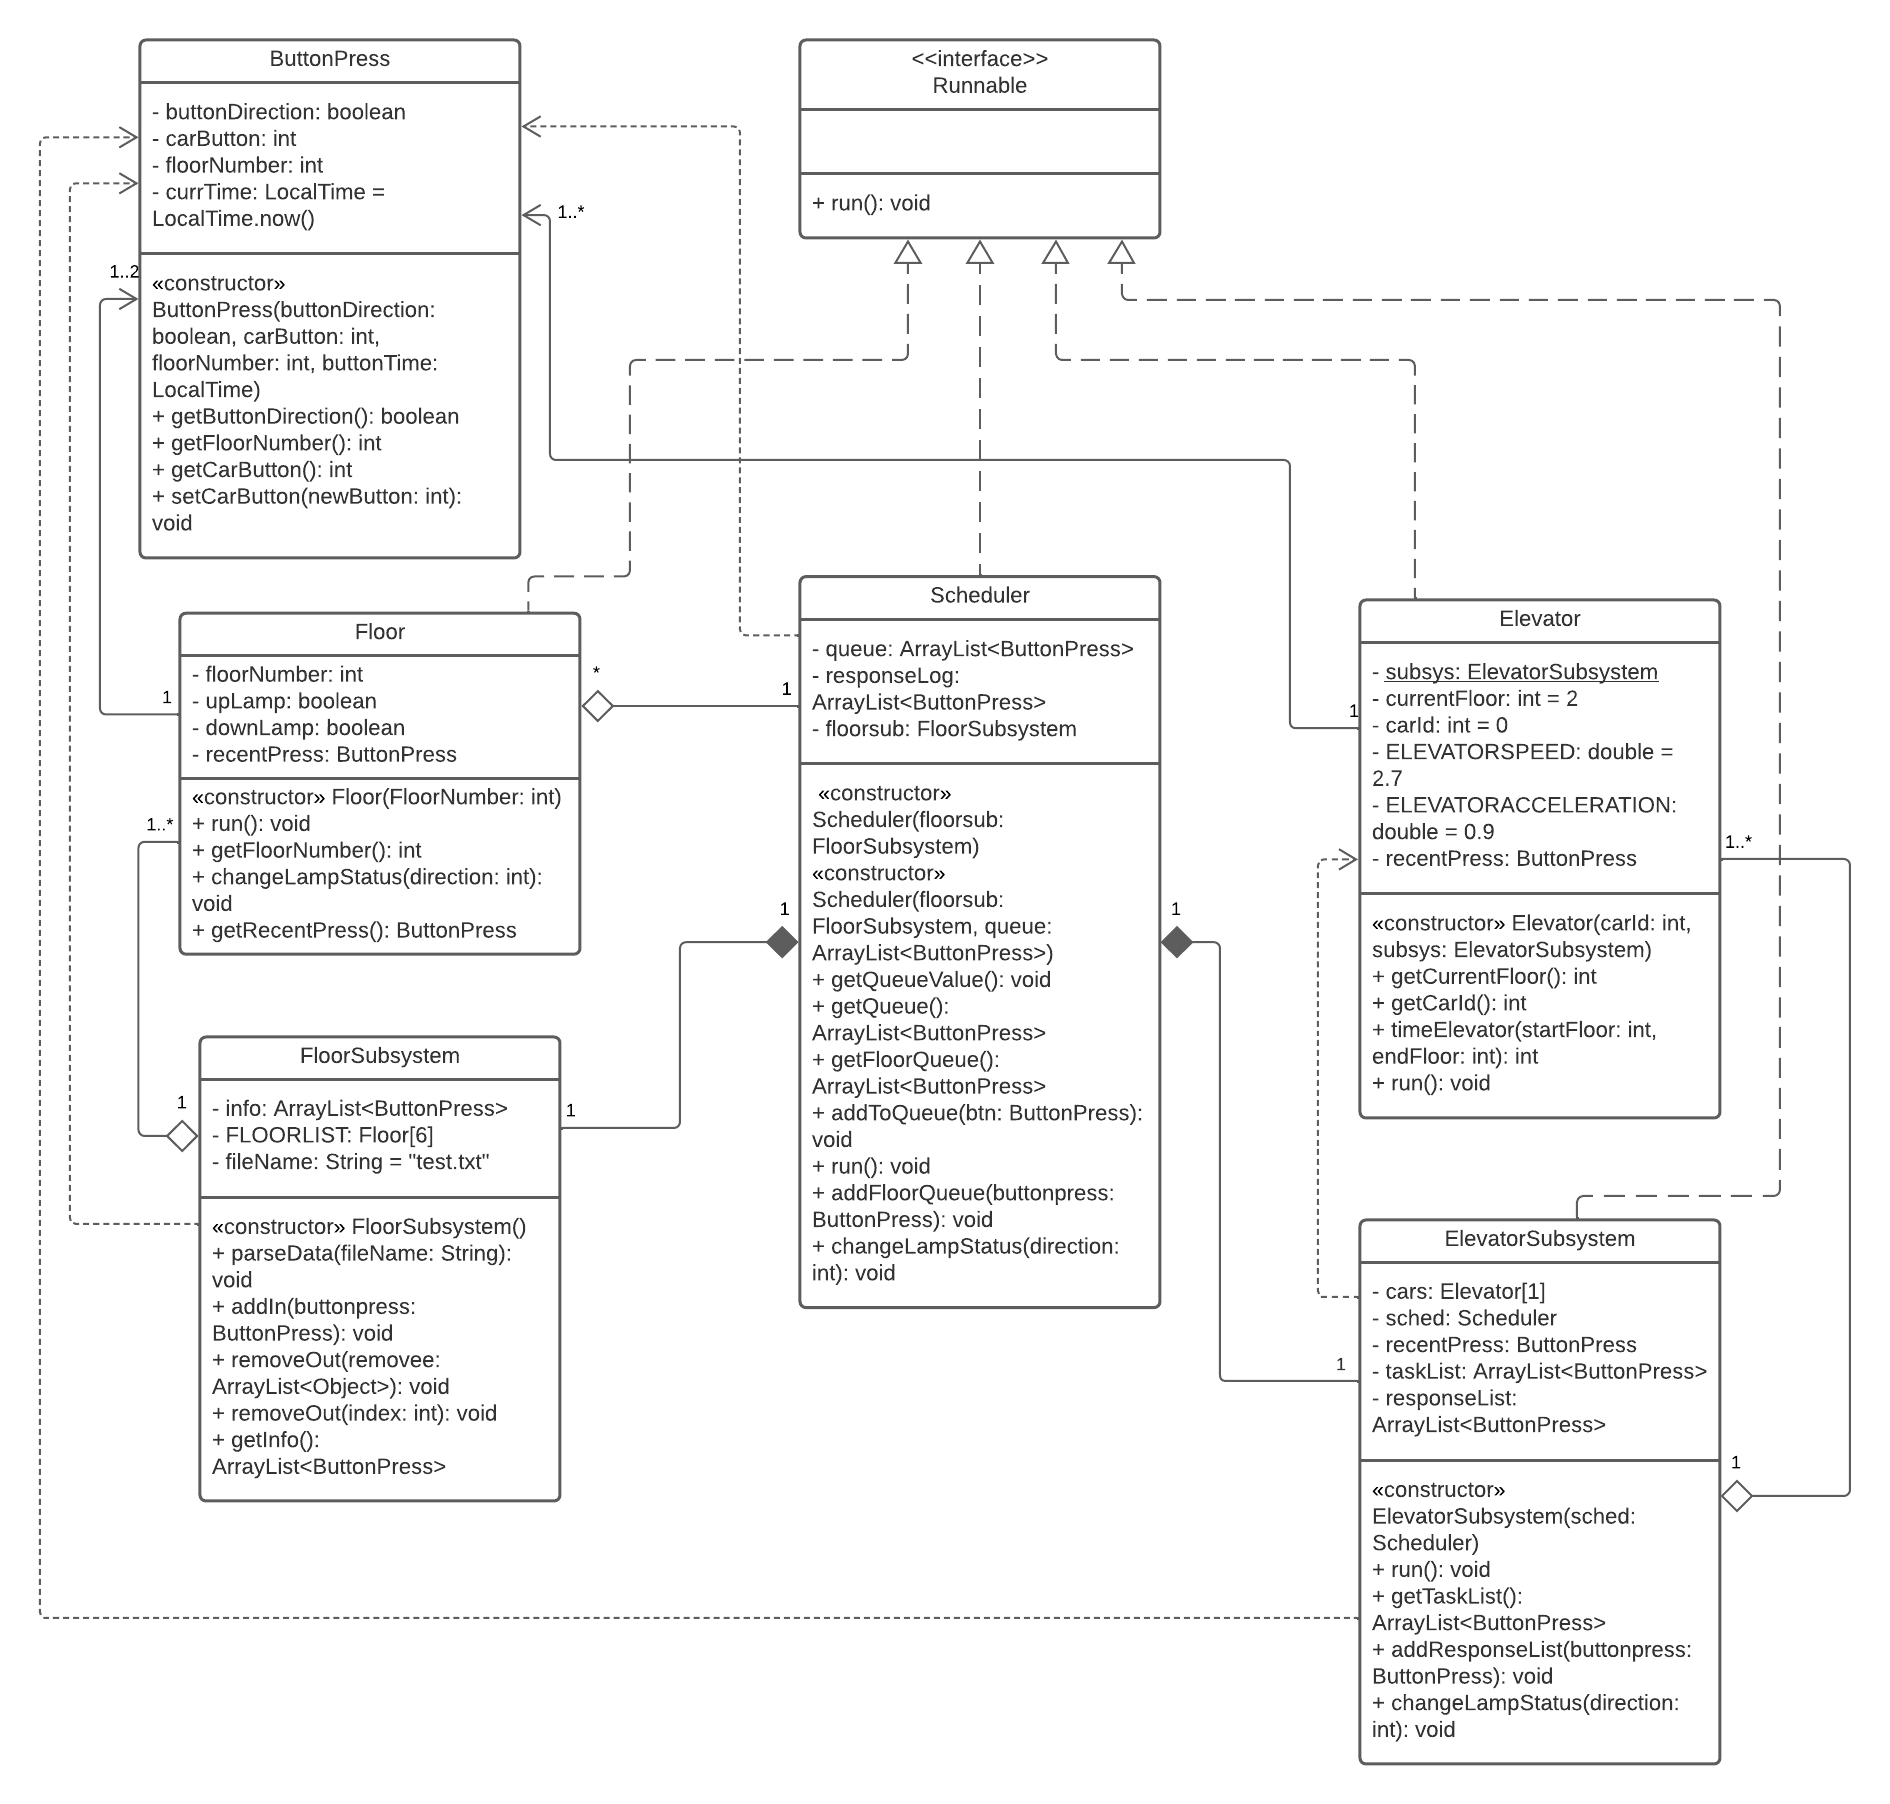 ButtonPress
- buttonDirection: boolean
- carButton: int
- floorNumber: int
- currTime: LocalTime =
LocalTime.now()
«constructor»
ButtonPress(buttonDirection:
boolean, carButton: int,
floorNumber: int, buttonTime:
LocalTime)
+ getButtonDirection(): boolean
+ getFloorNumber(): int
+ getCarButton(): int
+ setCarButton(newButton: int):
void
<<interface>>
Runnable
+ run(): void
1..*
1..2
Floor
- floorNumber: int
- upLamp: boolean
- downLamp: boolean
- recentPress: ButtonPress
«constructor» Floor(FloorNumber: int)
+ run(): void
+ getFloorNumber(): int
+ changeLampStatus(direction: int):
void
+ getRecentPress(): ButtonPress
1
*
1
1..*
Scheduler
- queue: ArrayList<ButtonPress>
- responseLog:
ArrayList<ButtonPress>
- floorsub: FloorSubsystem
«constructor»
Scheduler(floorsub:
FloorSubsystem)
«constructor»
Scheduler(floorsub:
FloorSubsystem, queue:
ArrayList<ButtonPress>)
+ getQueueValue(): void
+ getQueue():
ArrayList<ButtonPress>
+ getFloorQueue():
ArrayList<ButtonPress>
+ addToQueue(btn: ButtonPress):
void
+ run(): void
+ addFloorQueue(buttonpress:
ButtonPress): void
+ changeLampStatus(direction:
int): void
1
1
1
Elevator
- subsys: ElevatorSubsystem
- currentFloor: int = 2
- carId: int = 0
- ELEVATORSPEED: double =
2.7
- ELEVATORACCELERATION:
double = 0.9
- recentPress: ButtonPress
«constructor» Elevator(carId: int,
subsys: ElevatorSubsystem)
+ getCurrentFloor(): int
+ getCarId(): int
+ timeElevator(startFloor: int,
endFloor: int): int
+ run(): void
1..*
FloorSubsystem
- info: ArrayList<ButtonPress>
- FLOORLIST: Floor[6]
- fileName: String = "test.txt"
«constructor» FloorSubsystem()
+ parseData(fileName: String):
void
+ addIn(buttonpress:
ButtonPress): void
+ removeOut(removee:
ArrayList<Object>): void
+ removeOut(index: int): void
+ getInfo():
ArrayList<ButtonPress>
1
1
ElevatorSubsystem
- cars: Elevator[1]
- sched: Scheduler
- recentPress: ButtonPress
- taskList: ArrayList<ButtonPress>
- responseList:
ArrayList<ButtonPress>
«constructor»
ElevatorSubsystem(sched:
Scheduler)
+ run(): void
+ getTaskList():
ArrayList<ButtonPress>
+ addResponseList(buttonpress:
ButtonPress): void
+ changeLampStatus(direction:
int): void
1
1